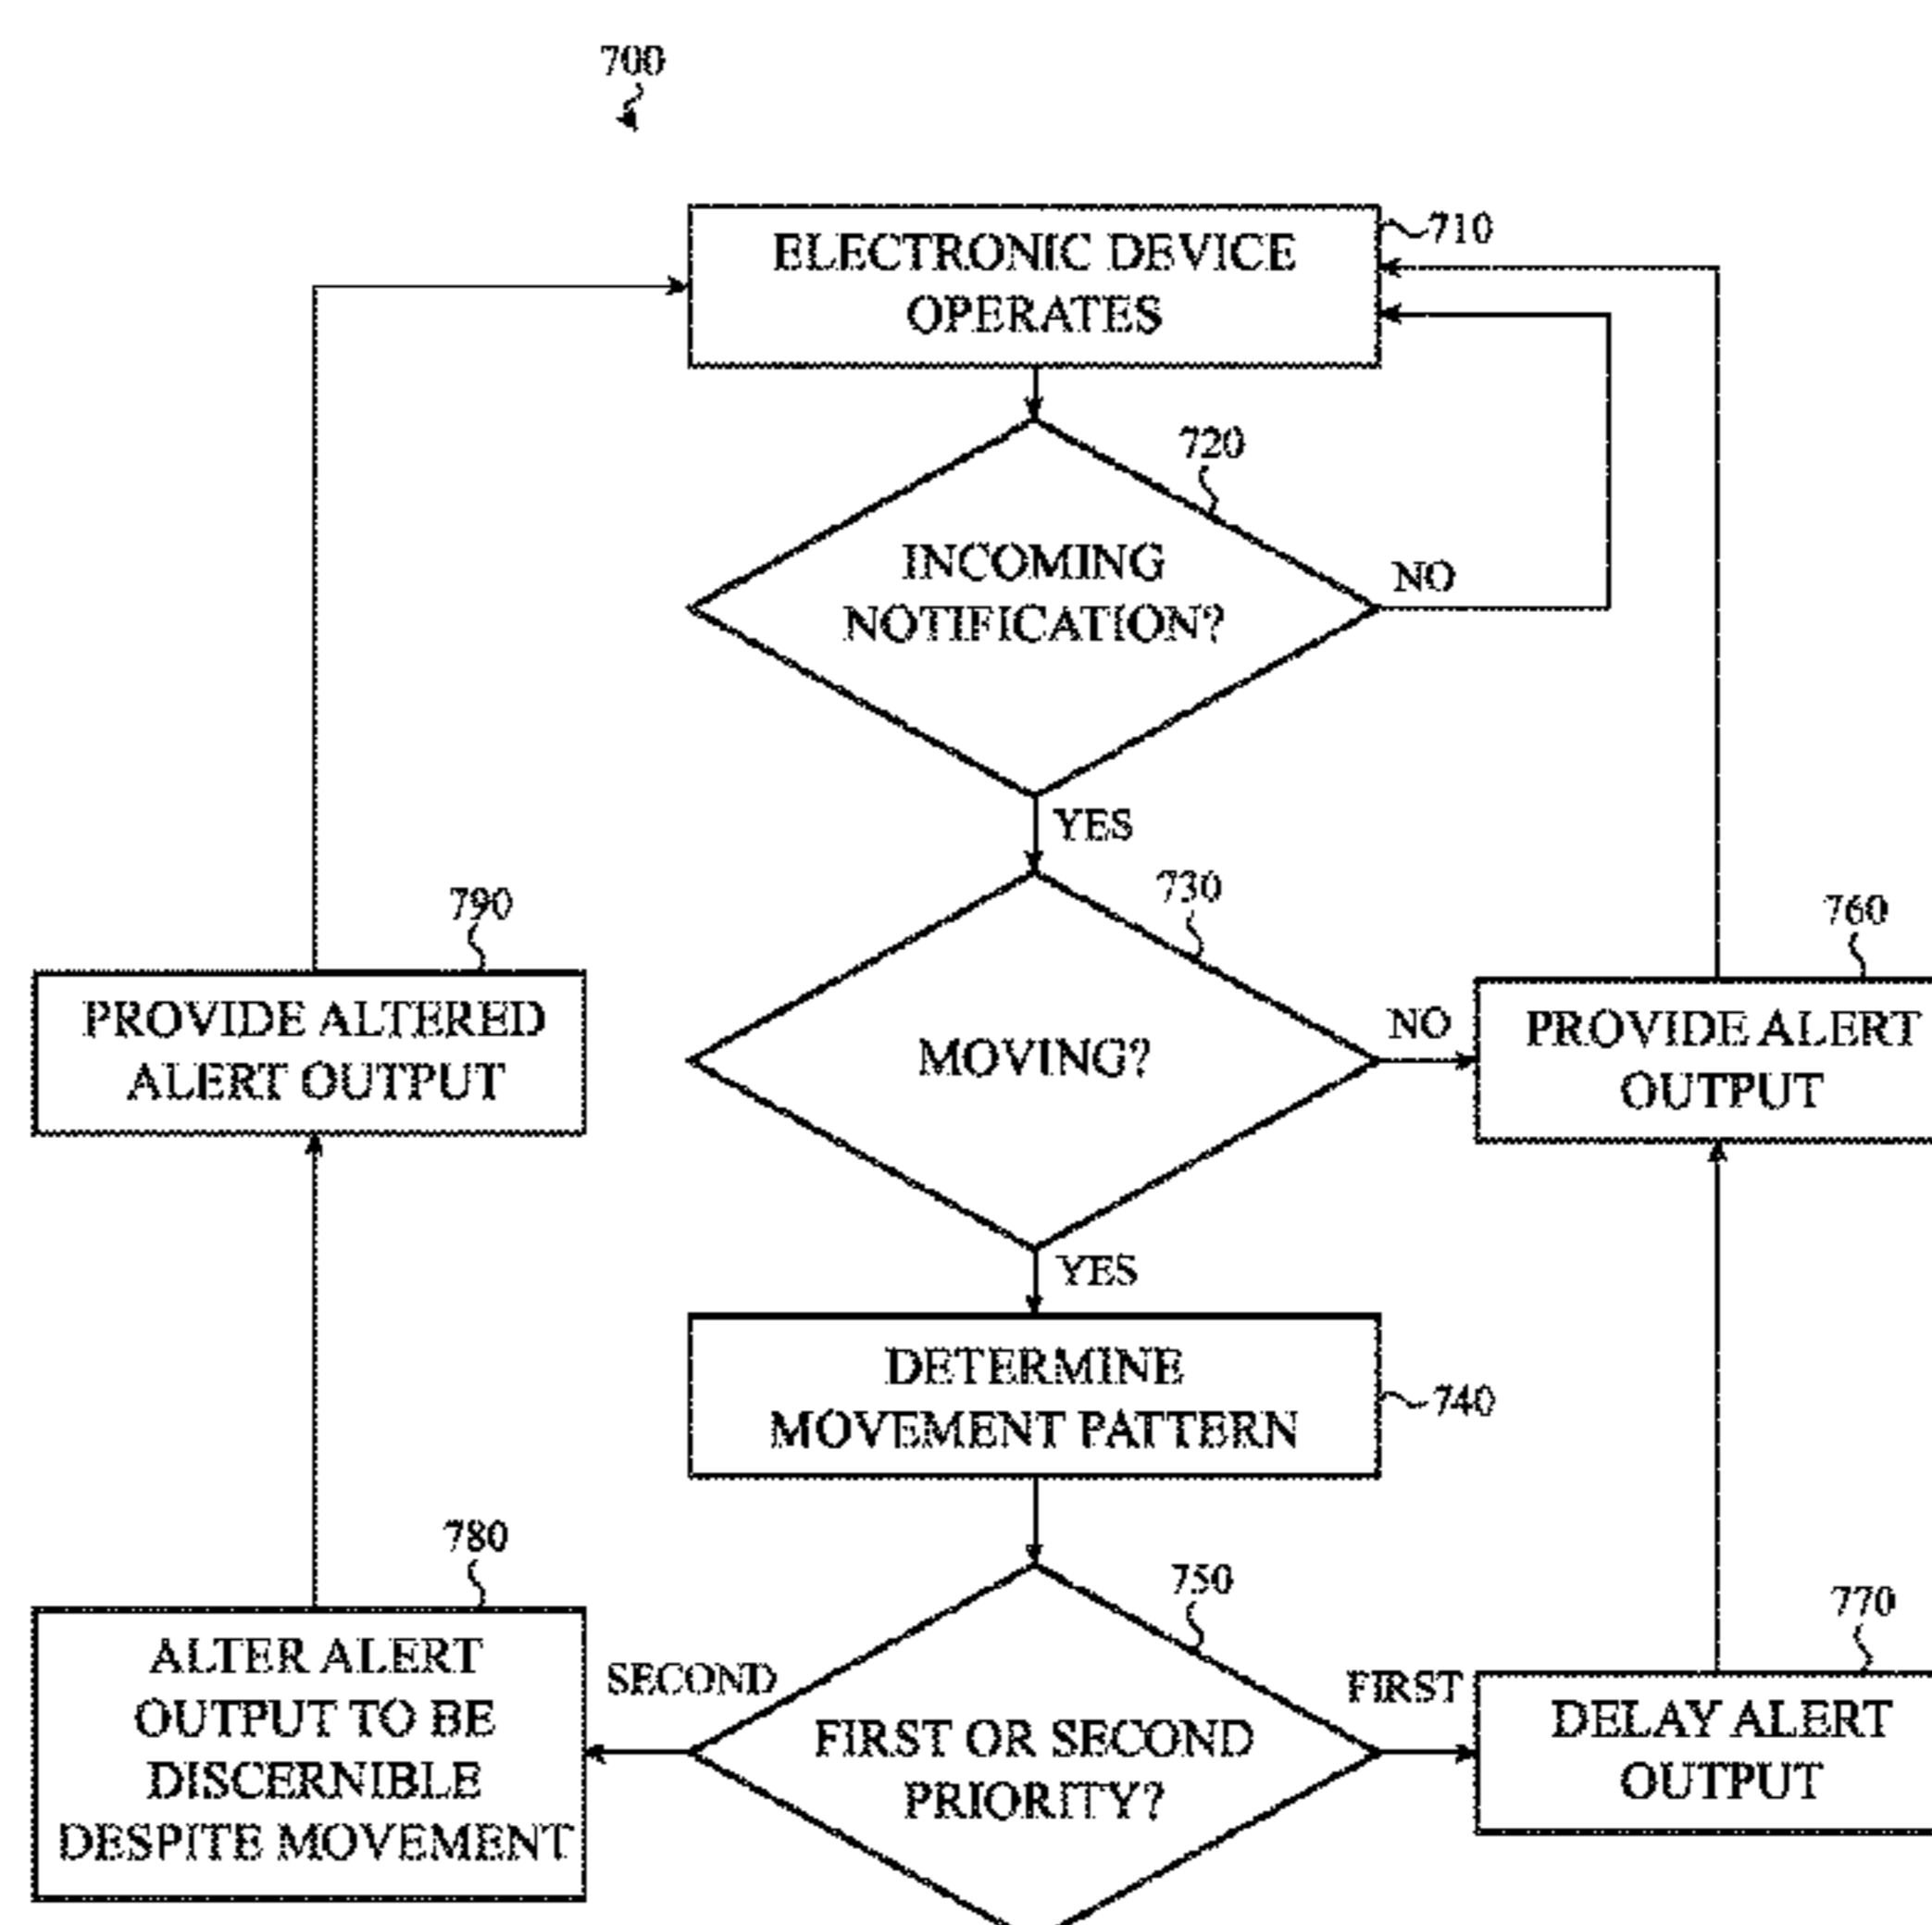 700
ELECTRONIC DEVICE
OPERATES
710
720
INCOMING
NOTIFICATION?
NO
YES
730
MOVING?
NO
760
PROVIDE ALERT
OUTPUT
790
PROVIDE ALTERED
ALERT OUTPUT
YES
DETERMINE
MOVEMENT PATTERN
740
750
FIRST OR SECOND
PRIORITY?
SECOND
FIRST
780
ALTER ALERT
OUTPUT TO BE
DISCERNIBLE
DESPITE MOVEMENT
770
DELAY ALERT
OUTPUT